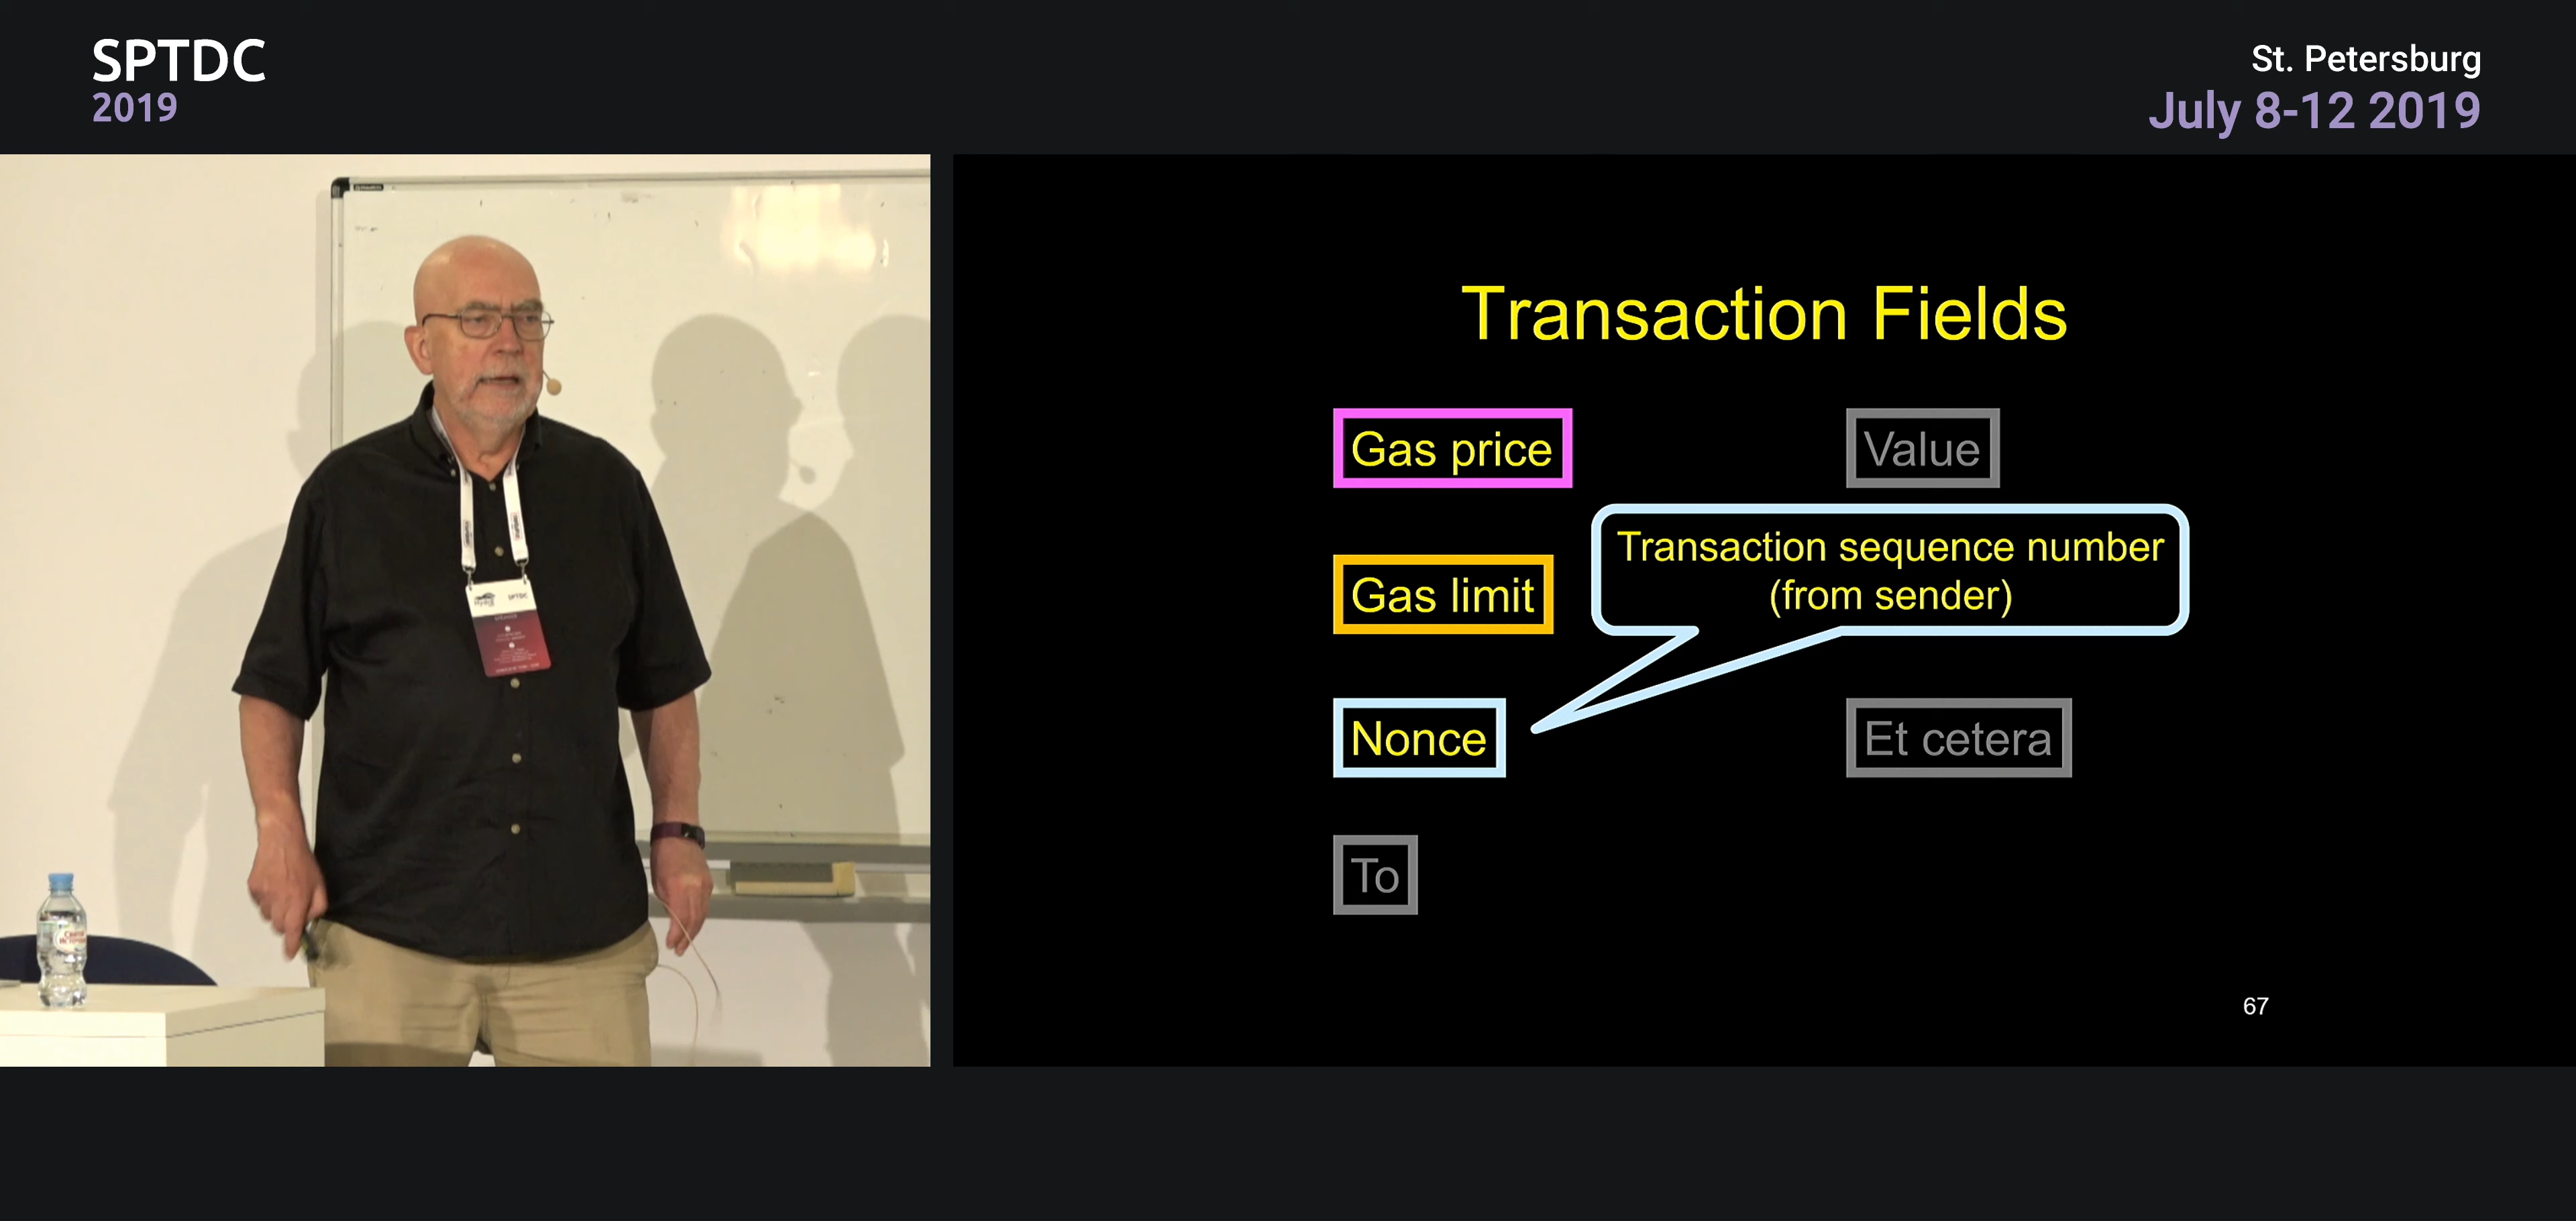 SPTDC
2019
St. Petersburg
July 8-12 2019
Transaction Fields
Gas price
Value
Transaction sequence number
(from sender)
Gas limit
Nonce
Et cetera
To
67
SPTDC